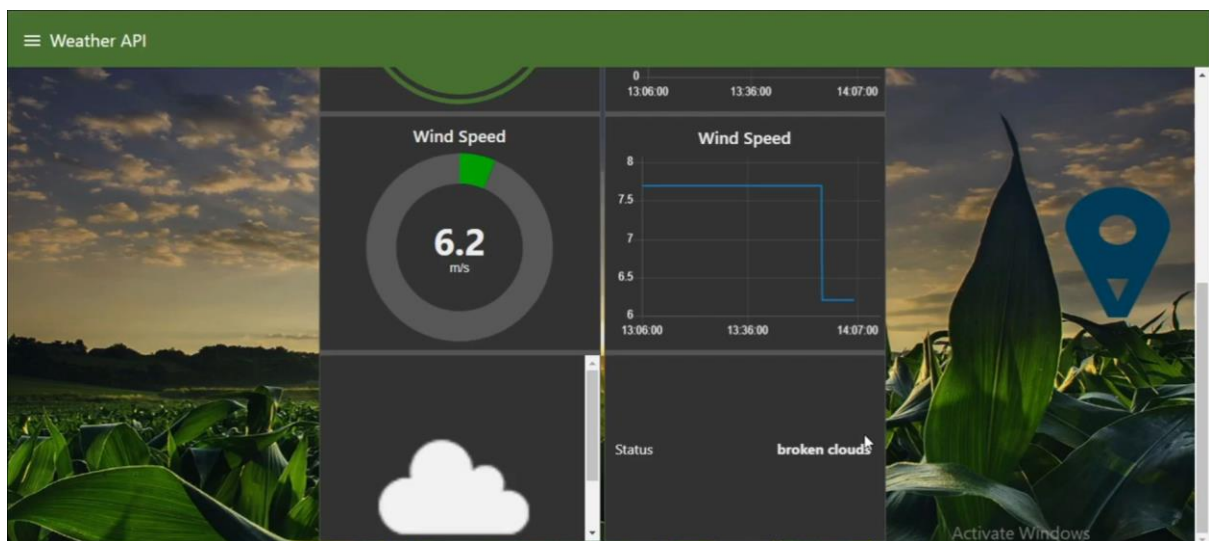 Weather API
0
13:06:00 13:36:00 14:07:00
Wind Speed
6.2
m/s
Wind Speed
8
7.5
7
6.5
6
13:06:00 13:36:00 14:07:00
Status broken clouds
Activate Windows